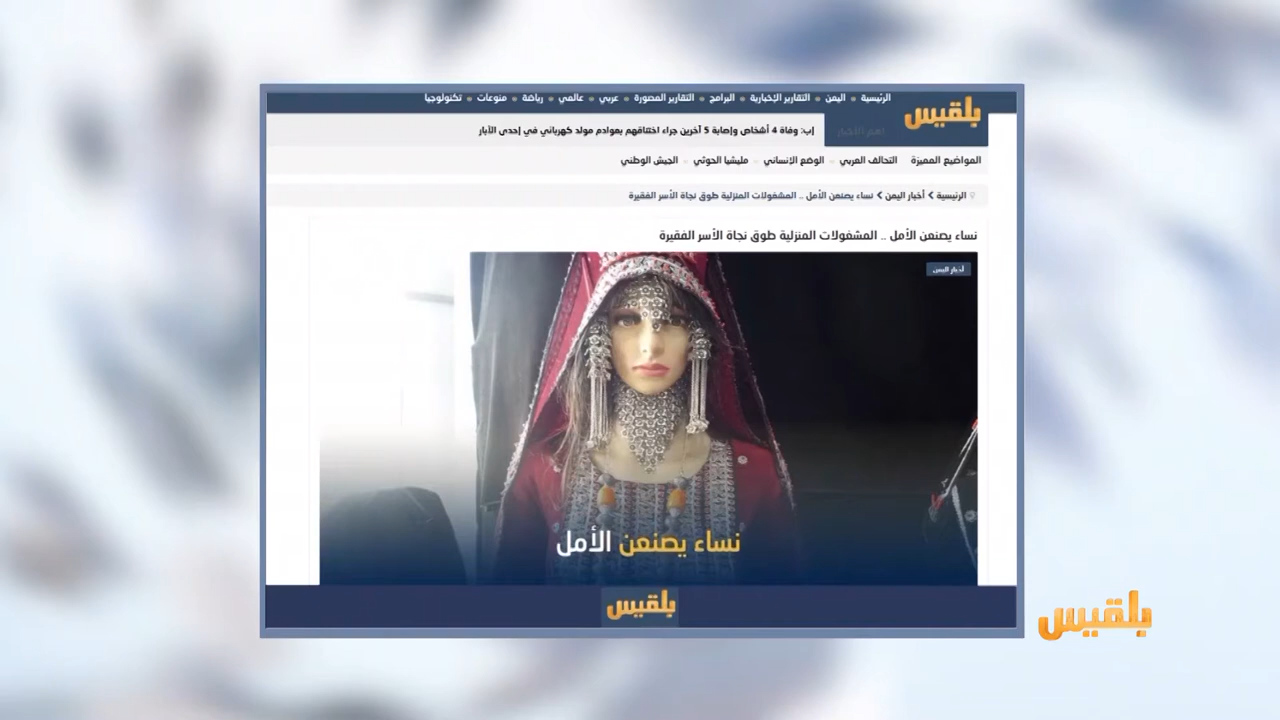 بلقيس
الرئيسية اليمن التقارير الإخبارية البرامج التقارير المصورة عربي عالمي رياضة منوعات تكنولوجيا
اهم الاخبار
إب: وفاة 4 أشخاص وإصابة 5 آخرين جراء اختناقهم بعوادم مولد كهربائي في إحدى الآبار
المواضيع المميزة التحالف العربي الوضع الإنساني مليشيا الحوثي الجيش الوطني
الرئيسية أخبار اليمن نساء يصنعن الأمل .. المشغولات المنزلية طوق نجاة الأسر الفقيرة
نساء يصنعن الأمل .. المشغولات المنزلية طوق نجاة الأسر الفقيرة
أخبار اليمن
نساء يصنعن الأمل
بلقيس
بلقيس